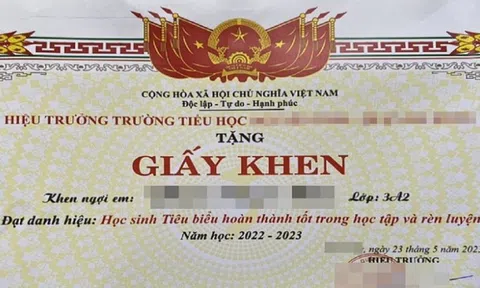 CỘNG HÒA XÃ HỘI CHỦ NGHĨA VIỆT NAM
Độc lập - Tự do - Hạnh phúc
HIỆU TRƯỞNG TRƯỜNG TIỂU HỌC
TẶNG
GIẤY KHEN
Khen ngợi em: Lớp: 3A2
Đạt danh hiệu: Học sinh Tiêu biểu hoàn thành tốt trong học tập và rèn luyện
Năm học: 2022 - 2023
, ngày 23 tháng 5 năm 202
HIỆU TRƯỞNG